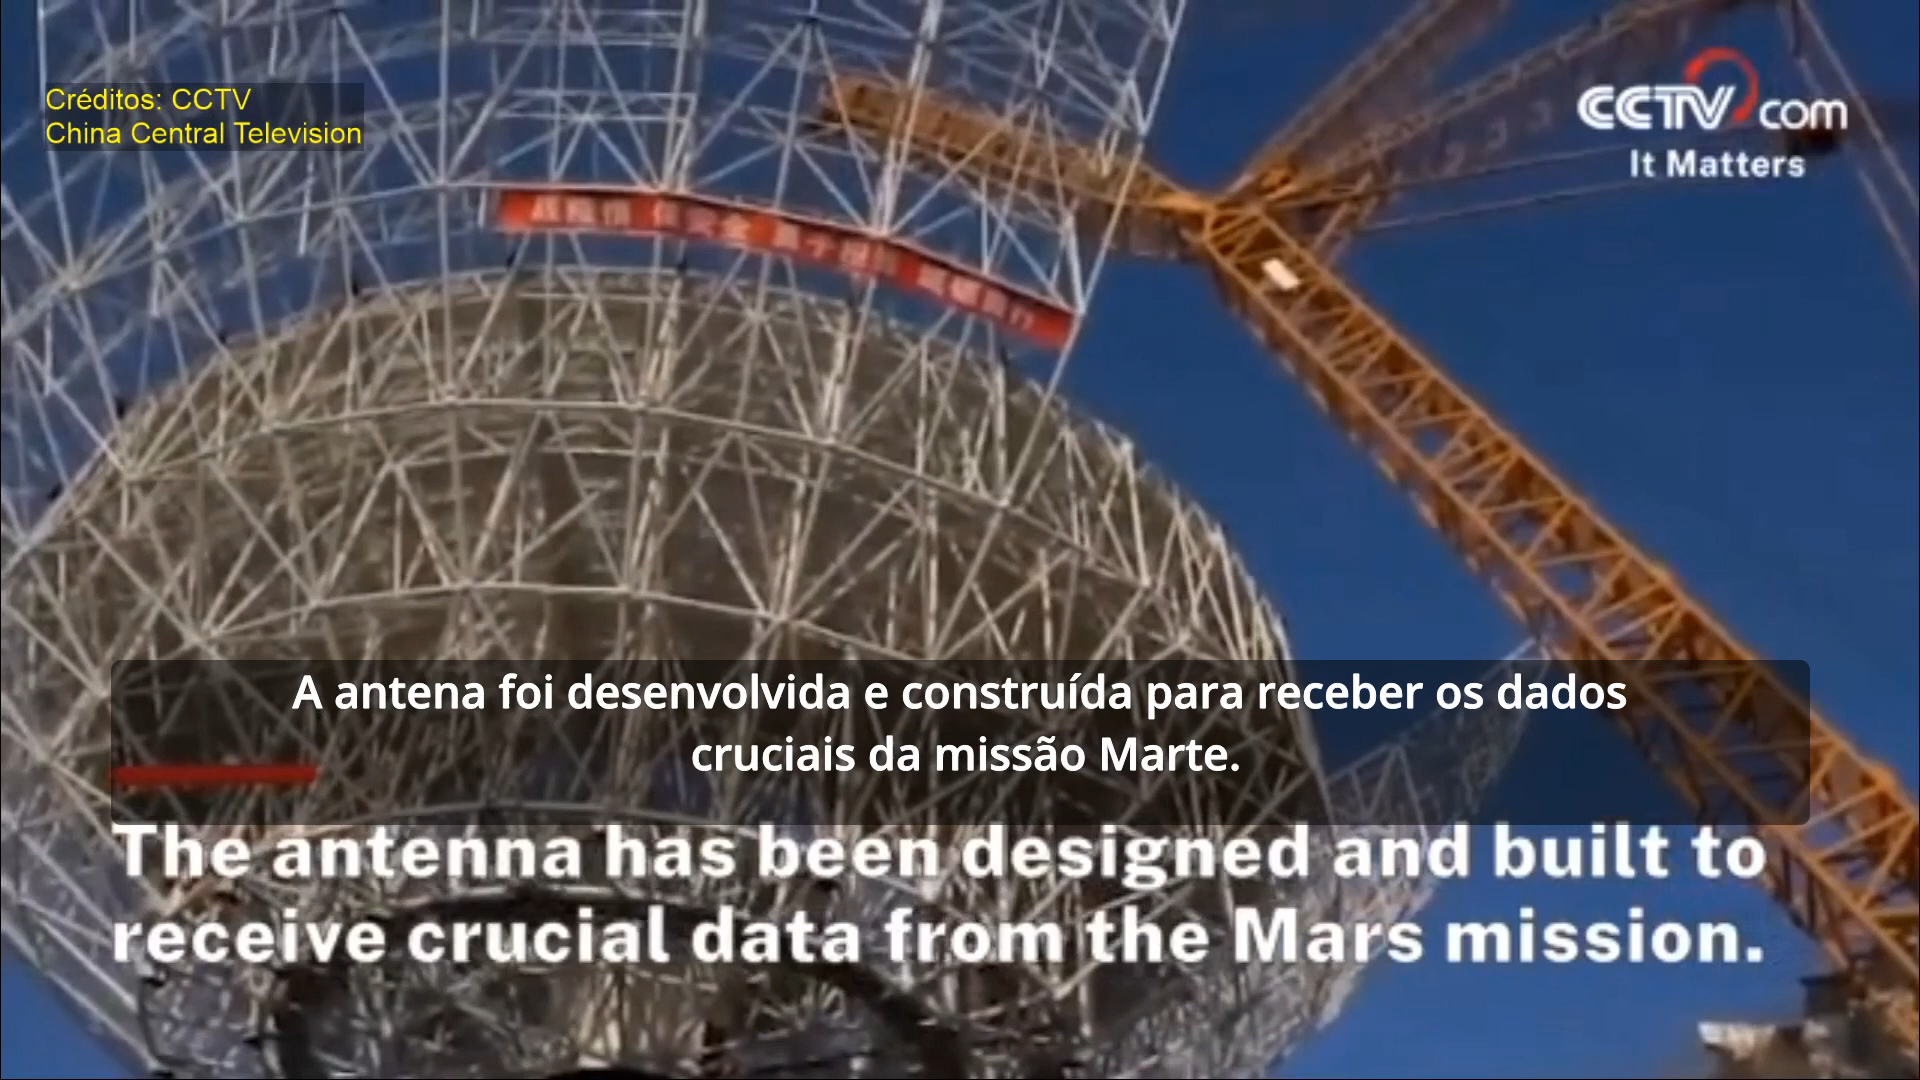 Créditos: CCTV
China Central Television
CCTV.com
It Matters
A antena foi desenvolvida e construída para receber os dados
cruciais da missão Marte.
The antenna has been designed and built to
receive crucial data from the Mars mission.